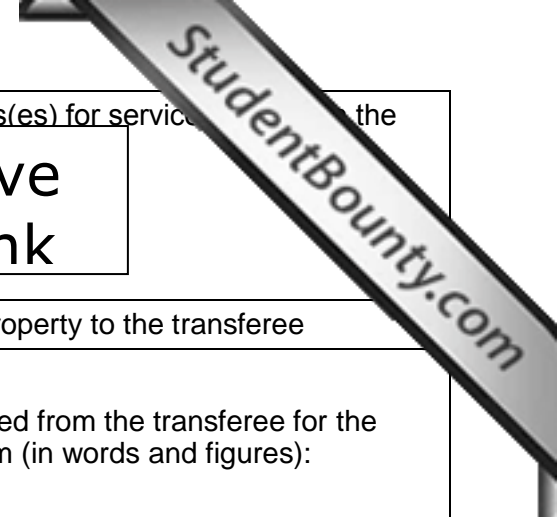 StudentBounty.com
s(es) for servic the
ve
nk
operty to the transferee
ed from the transferee for the
m (in words and figures):